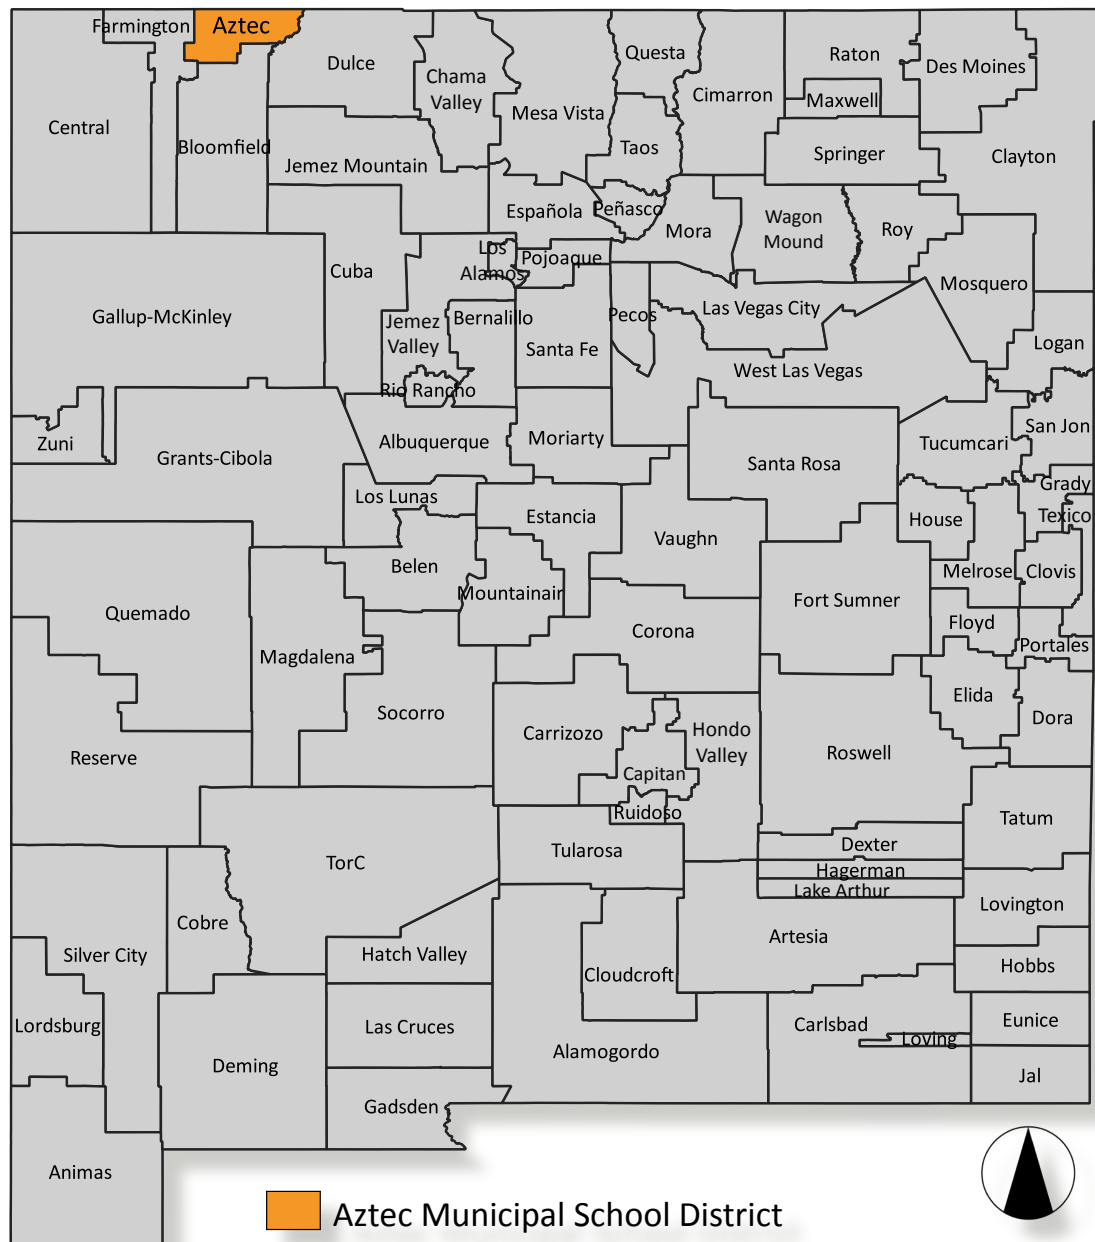 Farmington
Aztec
Dulce
Chama
Valley
Questa
Raton
Des Moines
Mesa Vista
Cimarron
Maxwell
Central
Bloomfield
Taos
Springer
Clayton
Jemez Mountain
Española
Peñasco
Mora
Wagon
Mound
Roy
Cuba
Los
Alamos
Pojoaque
Mosquero
Gallup-McKinley
Jemez
Valley
Bernalillo
Santa Fe
Pecos
Las Vegas City
Logan
West Las Vegas
Rio Rancho
Zuni
Grants-Cibola
Albuquerque
Moriarty
Santa Rosa
Tucumcari
San Jon
Los Lunas
Estancia
Vaughn
House
Grady
Texico
Belen
Mountainair
Melrose
Clovis
Quemado
Fort Sumner
Magdalena
Corona
Floyd
Portales
Socorro
Carrizozo
Hondo
Valley
Elida
Dora
Reserve
Capitan
Roswell
Ruidoso
Tatum
TorC
Tularosa
Dexter
Hagerman
Lake Arthur
Cobre
Lovington
Silver City
Hatch Valley
Cloudcroft
Artesia
Hobbs
Lordsburg
Las Cruces
Carlsbad
Loving
Eunice
Deming
Alamogordo
Jal
Gadsden
Animas
Aztec Municipal School District